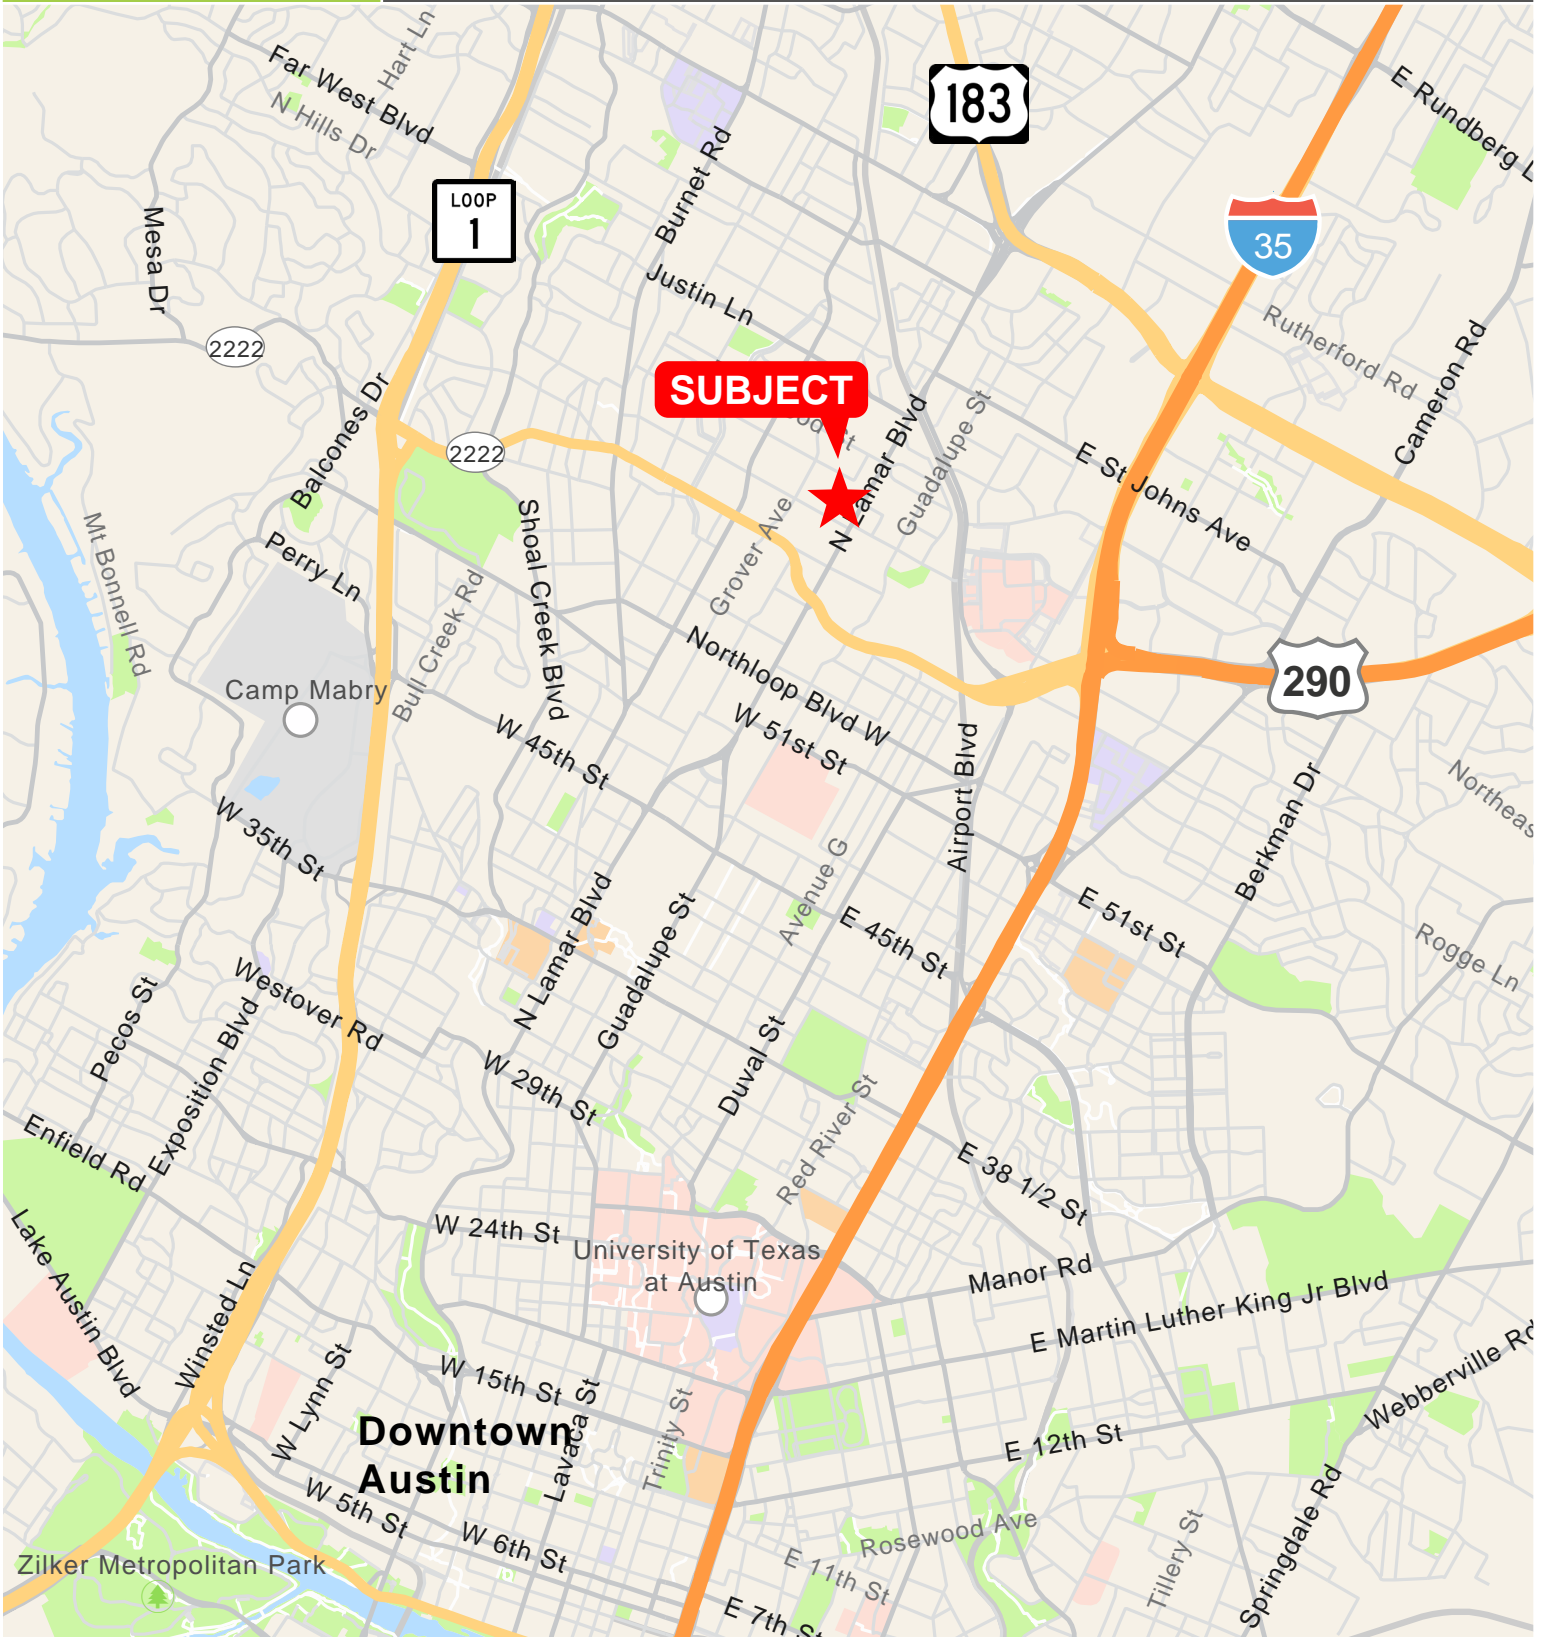 Hart Ln
Far West Blvd
N Hills Dr
Burnet Rd
183
E Rundberg L
LOOP
1
Mesa Dr
35
Justin Ln
Rutherford Rd
2222
Cameron Rd
SUBJECT
Balcones Dr
2222
N Lamar Blvd
Guadalupe St
E St Johns Ave
Mt Bonnell Rd
Perry Ln
Shoal Creek Blvd
Grover Ave
Bull Creek Rd
Northloop Blvd W
290
Camp Mabry
W 45th St
W 51st St
Airport Blvd
Berkman Dr
Northeas
W 35th St
Avenue G
N Lamar Blvd
Guadalupe St
E 45th St
E 51st St
Rogge Ln
Westover Rd
Pecos St
Exposition Blvd
W 29th St
Duval St
Red River St
Enfield Rd
E 38 1/2 St
Lake Austin Blvd
W 24th St
University of Texas
at Austin
Manor Rd
E Martin Luther King Jr Blvd
Winsted Ln
W Lynn St
W 15th St
Lavaca St
Trinity St
Webberville Rd
Downtown
Austin
E 12th St
W 5th St
W 6th St
Rosewood Ave
E 11th St
Tillery St
Springdale Rd
Zilker Metropolitan Park
E 7th St